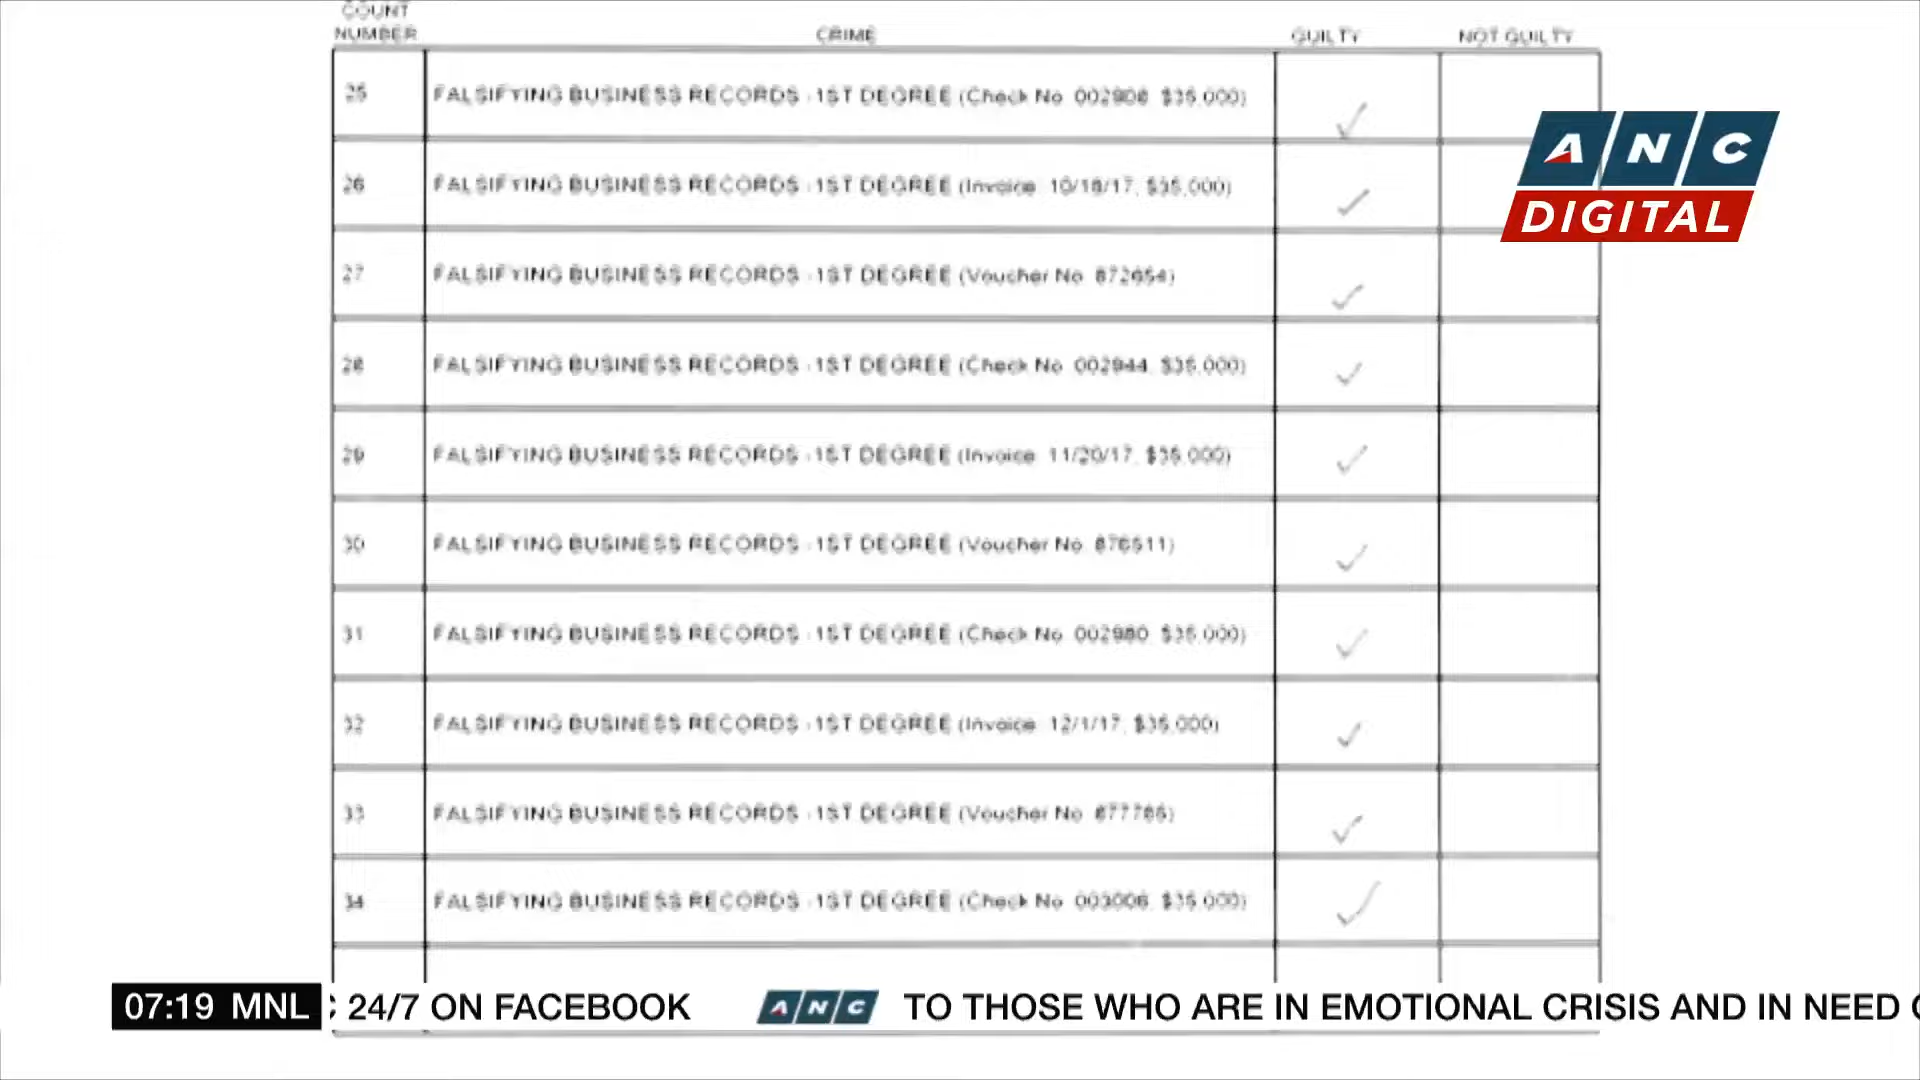 COUNT
NUMBER CRIME GUILTY NOT GUILTY
25 FALSIFYING BUSINESS RECORDS 1ST DEGREE (Check No. 002908, $35,000)
26 FALSIFYING BUSINESS RECORDS 1ST DEGREE (Invoice, 10/18/17, $35,000)
27 FALSIFYING BUSINESS RECORDS 1ST DEGREE (Voucher No. 872654)
28 FALSIFYING BUSINESS RECORDS 1ST DEGREE (Check No. 002944, $35,000)
29 FALSIFYING BUSINESS RECORDS 1ST DEGREE (Invoice, 11/20/17, $35,000)
30 FALSIFYING BUSINESS RECORDS 1ST DEGREE (Voucher No. 876511)
31 FALSIFYING BUSINESS RECORDS 1ST DEGREE (Check No. 002980, $35,000)
32 FALSIFYING BUSINESS RECORDS 1ST DEGREE (Invoice, 12/1/17, $35,000)
33 FALSIFYING BUSINESS RECORDS 1ST DEGREE (Voucher No. 877785)
34 FALSIFYING BUSINESS RECORDS 1ST DEGREE (Check No. 003006, $35,000)
ANC
DIGITAL
07:19 MNL 24/7 ON FACEBOOK ANC TO THOSE WHO ARE IN EMOTIONAL CRISIS AND IN NEED